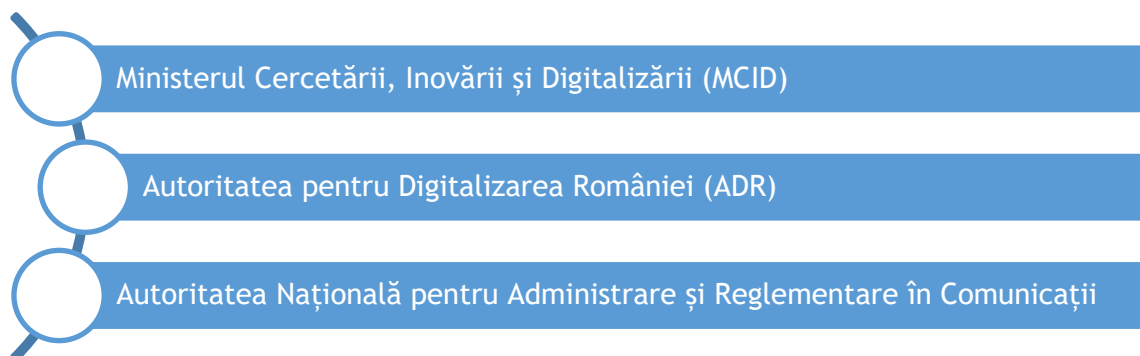 Ministerul Cercetării, Inovării și Digitalizării (MCID)
Autoritatea pentru Digitalizarea României (ADR)
Autoritatea Națională pentru Administrare și Reglementare în Comunicații